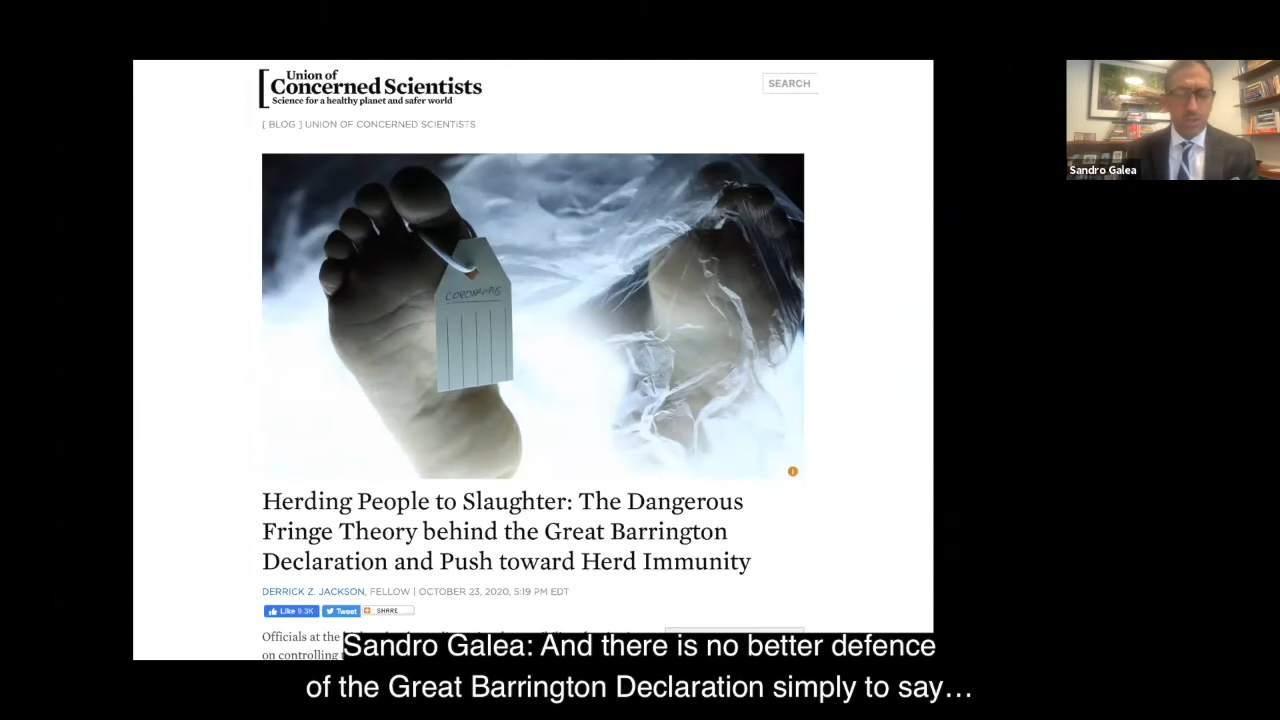 Union of
Concerned Scientists
Science for a healthy planet and safer world
SEARCH
[ BLOG ] UNION OF CONCERNED SCIENTISTS
CORONAVIRUS
Herding People to Slaughter: The Dangerous
Fringe Theory behind the Great Barrington
Declaration and Push toward Herd Immunity
DERRICK Z. JACKSON, FELLOW | OCTOBER 23, 2020, 5:19 PM EDT
Like 9.3K Tweet SHARE
Officials at the
on controlling
Sandro Galea: And there is no better defence
of the Great Barrington Declaration simply to say...
Sandro Galea